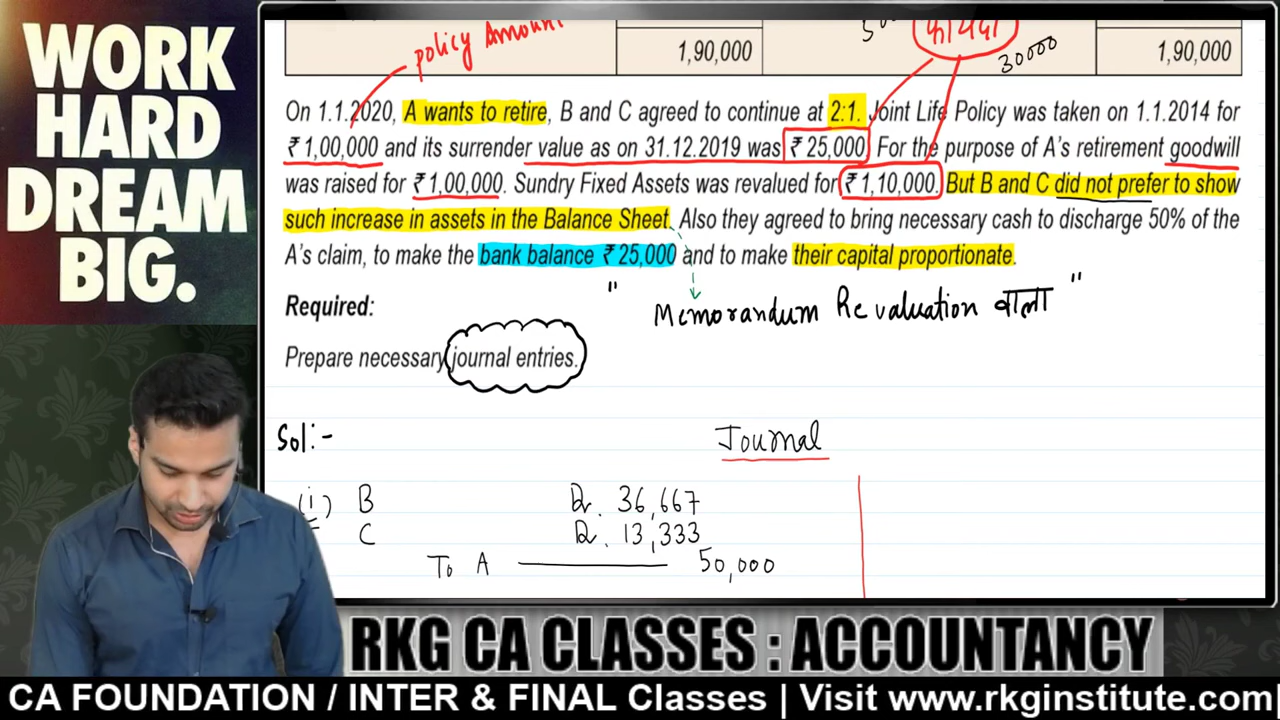 WORK
HARD
DREAM
BIG.
policy Amount
फायदा
30000
1,90,000
1,90,000
On 1.1.2020, A wants to retire, B and C agreed to continue at 2:1. Joint Life Policy was taken on 1.1.2014 for
₹ 1,00,000 and its surrender value as on 31.12.2019 was ₹ 25,000. For the purpose of A's retirement goodwill
was raised for ₹ 1,00,000. Sundry Fixed Assets was revalued for ₹ 1,10,000. But B and C did not prefer to show
such increase in assets in the Balance Sheet. Also they agreed to bring necessary cash to discharge 50% of the
A's claim, to make the bank balance ₹ 25,000 and to make their capital proportionate.
Required:
" Memorandum Revaluation वाला "
Prepare necessary journal entries.
Sol:- Journal
(i) B Dr. 36,667
C Dr. 13,333
To A 50,000
RKG CA CLASSES : ACCOUNTANCY
CA FOUNDATION / INTER & FINAL Classes | Visit www.rkginstitute.com